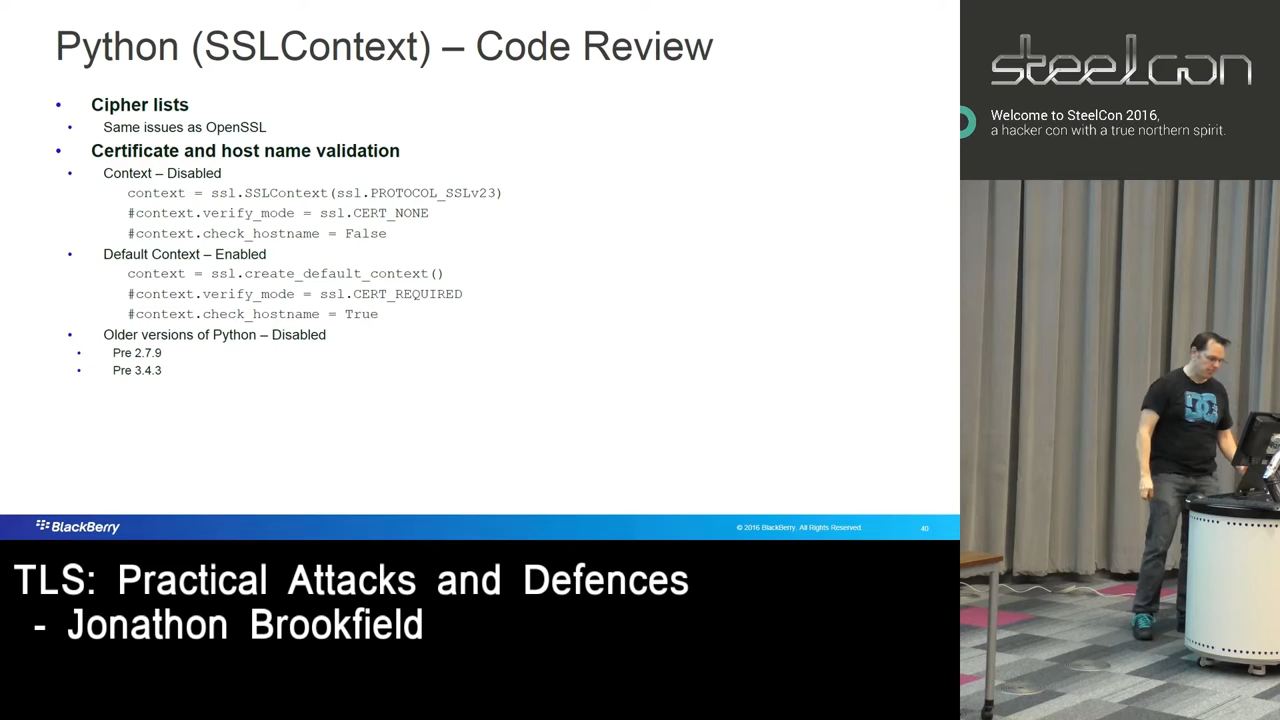 Python (SSLContext) – Code Review
• Cipher lists
• Same issues as OpenSSL
• Certificate and host name validation
• Context – Disabled
context = ssl.SSLContext(ssl.PROTOCOL_SSLv23)
#context.verify_mode = ssl.CERT_NONE
#context.check_hostname = False
• Default Context – Enabled
context = ssl.create_default_context()
#context.verify_mode = ssl.CERT_REQUIRED
#context.check_hostname = True
• Older versions of Python – Disabled
• Pre 2.7.9
• Pre 3.4.3
BlackBerry
© 2016 BlackBerry. All Rights Reserved.
40
steelcon
Welcome to SteelCon 2016,
a hacker con with a true northern spirit.
TLS: Practical Attacks and Defences
- Jonathon Brookfield